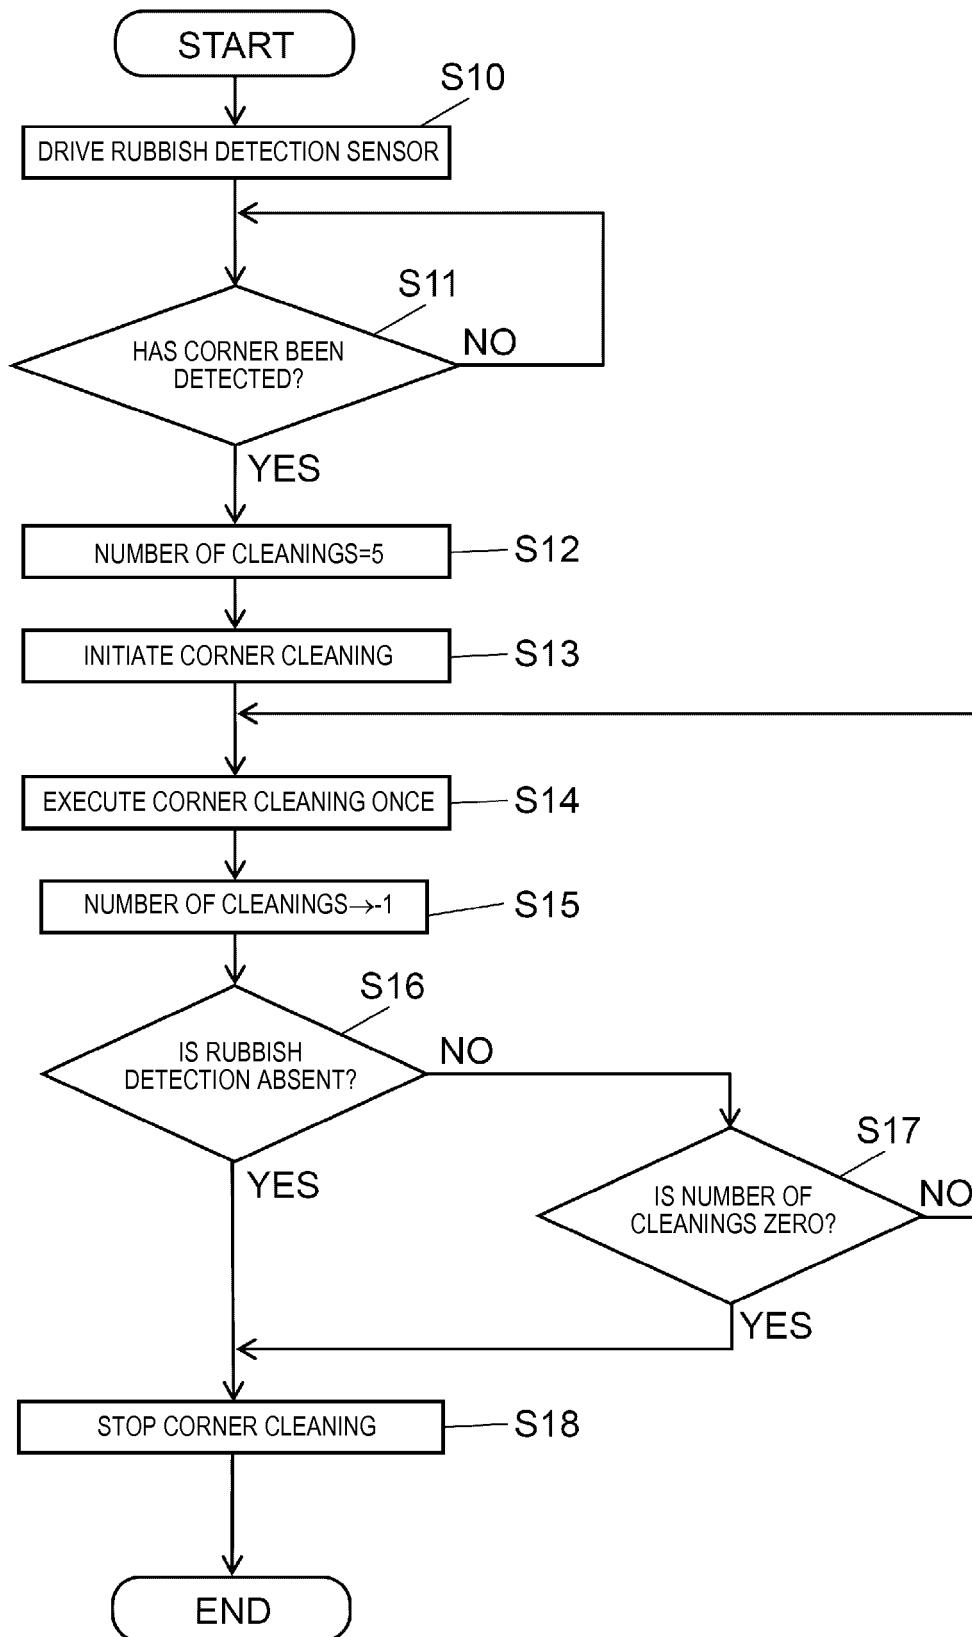 START
S10
DRIVE RUBBISH DETECTION SENSOR
S11
HAS CORNER BEEN
DETECTED?
NO
YES
NUMBER OF CLEANINGS=5
S12
INITIATE CORNER CLEANING
S13
EXECUTE CORNER CLEANING ONCE
S14
NUMBER OF CLEANINGS→-1
S15
S16
IS RUBBISH
DETECTION ABSENT?
NO
YES
S17
IS NUMBER OF
CLEANINGS ZERO?
NO
YES
STOP CORNER CLEANING
S18
END